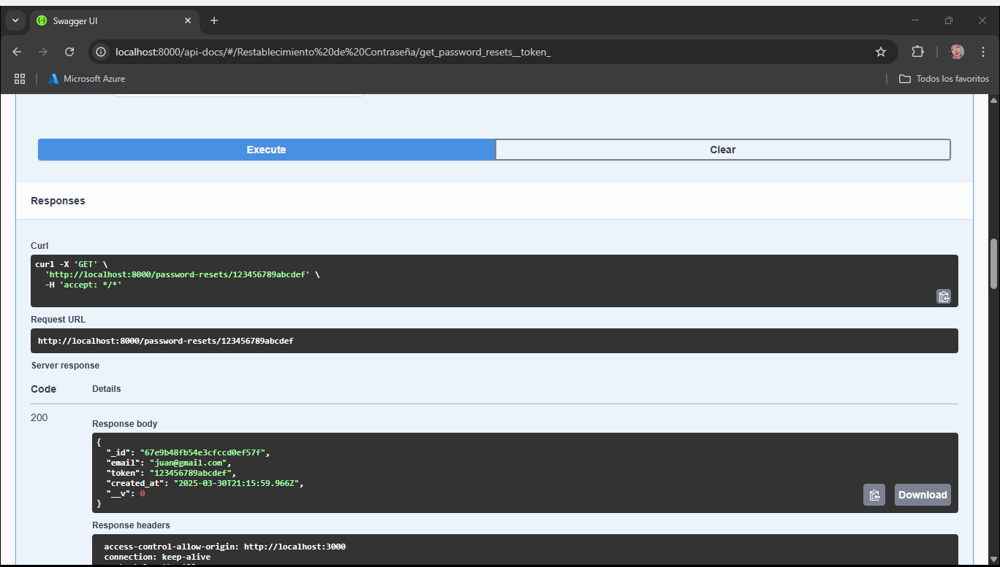 Swagger UI
localhost:8000/api-docs/#/Restablecimiento%20de%20Contraseña/get_password_resets__token_
Microsoft Azure
Todos los favoritos
Execute
Clear
Responses
Curl
curl -X 'GET' \
'http://localhost:8000/password-resets/123456789abcdef' \
-H 'accept: */*'
Request URL
http://localhost:8000/password-resets/123456789abcdef
Server response
Code
Details
200
Response body
{
"_id": "67e9b48fb54e3cfccd0ef57f",
"email": "juan@gmail.com",
"token": "123456789abcdef",
"created_at": "2025-03-30T21:15:59.966Z",
"__v": 0
}
Download
Response headers
access-control-allow-origin: http://localhost:3000
connection: keep-alive